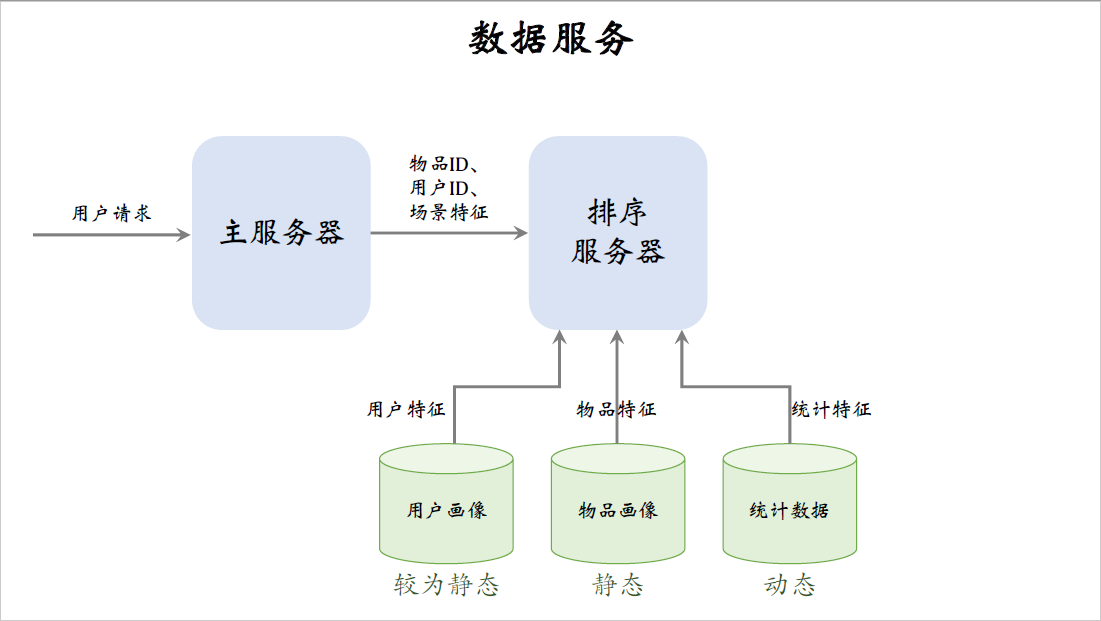 数据服务
用户请求
主服务器
物品ID、
用户ID、
场景特征
排序
服务器
用户特征
物品特征
统计特征
用户画像
物品画像
统计数据
较为静态
静态
动态